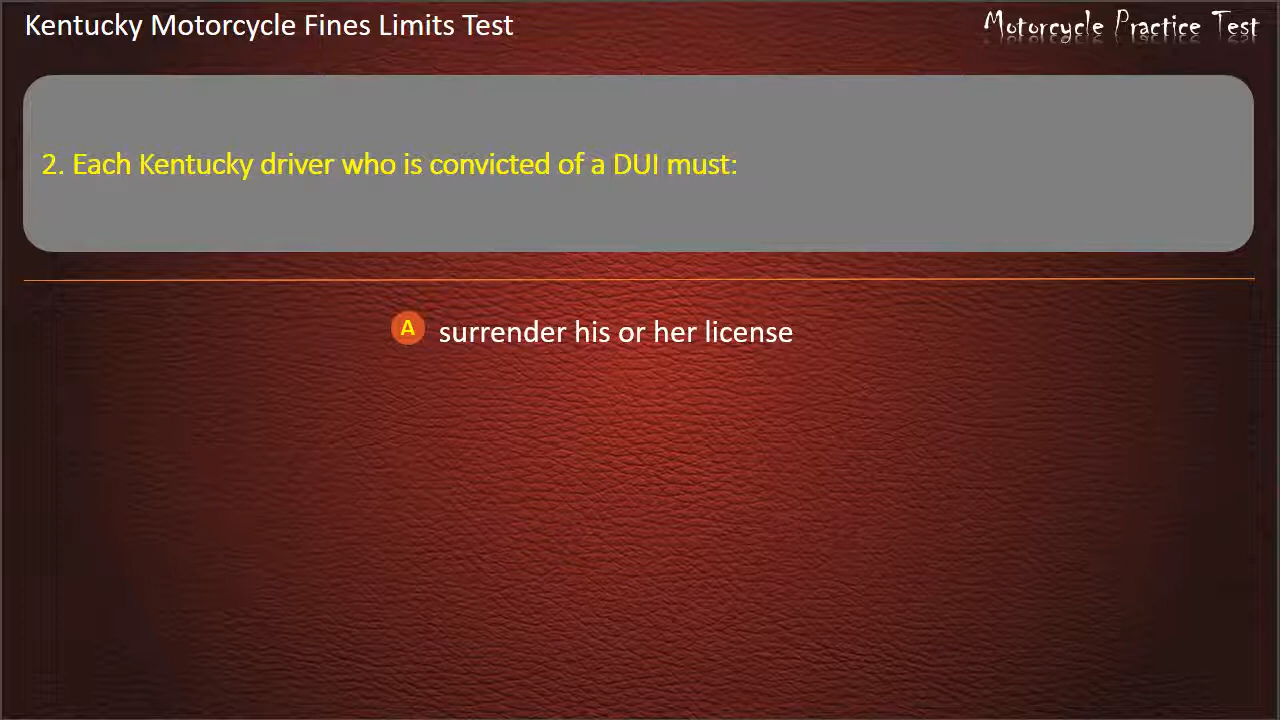 Kentucky Motorcycle Fines Limits Test
Motorcycle Practice Test
2. Each Kentucky driver who is convicted of a DUI must:
A surrender his or her license